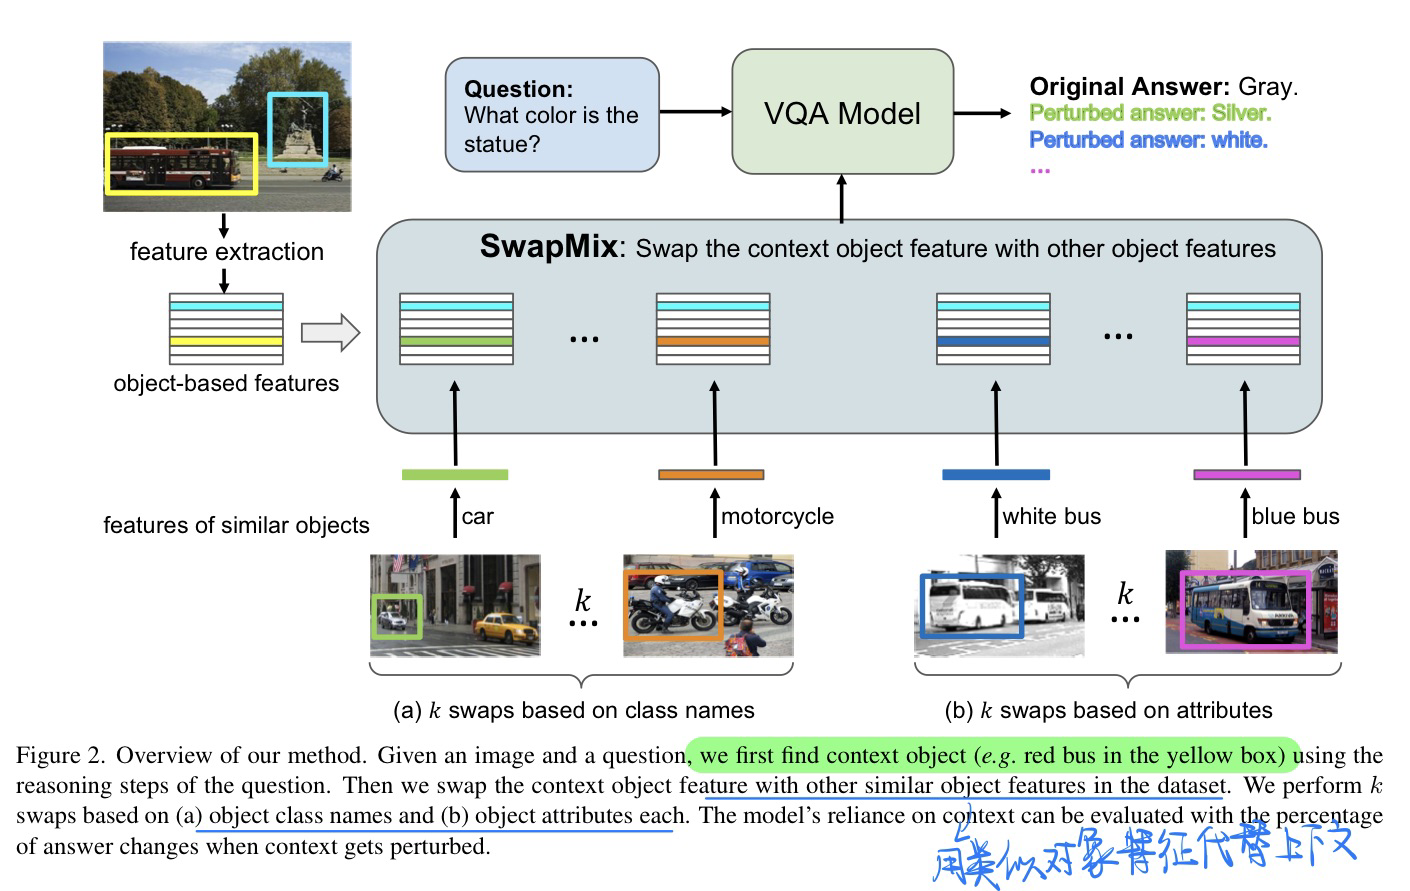 Question:
What color is the
statue?
VQA Model
Original Answer: Gray.
Perturbed answer: Silver.
Perturbed answer: white.
...
feature extraction
SwapMix: Swap the context object feature with other object features
...
...
object-based features
features of similar objects
car
motorcycle
white bus
blue bus
k
...
k
...
(a) k swaps based on class names
(b) k swaps based on attributes
Figure 2. Overview of our method. Given an image and a question, we first find context object (e.g. red bus in the yellow box) using the
reasoning steps of the question. Then we swap the context object feature with other similar object features in the dataset. We perform k
swaps based on (a) object class names and (b) object attributes each. The model's reliance on context can be evaluated with the percentage
of answer changes when context gets perturbed.
用类似对象特征代替上下文